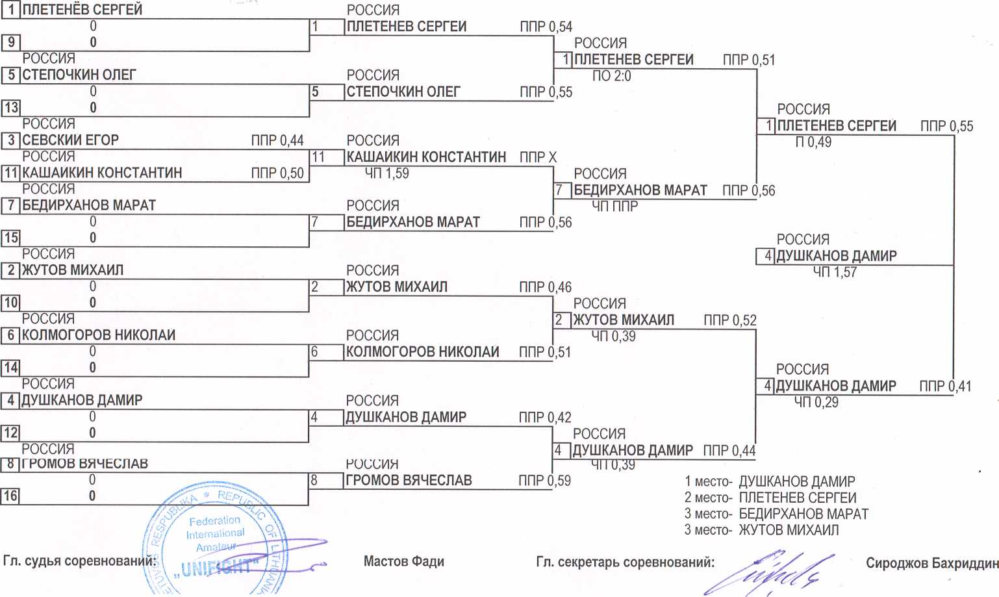 РОССИЯ
1 ПЛЕТЕНЁВ СЕРГЕЙ
0
1 ПЛЕТЕНЕВ СЕРГЕИ ППР 0,54
9 0
РОССИЯ
1 ПЛЕТЕНЕВ СЕРГЕИ ППР 0,51
ПО 2:0
РОССИЯ
5 СТЕПОЧКИН ОЛЕГ
РОССИЯ
0
5 СТЕПОЧКИН ОЛЕГ ППР 0,55
13 0
РОССИЯ
1 ПЛЕТЕНЕВ СЕРГЕЙ ППР 0,55
П 0,49
РОССИЯ
3 СЕВСКИИ ЕГОР ППР 0,44
РОССИЯ
РОССИЯ
11 КАШАИКИН КОНСТАНТИН ППР Х
ЧП 1,59
11 КАШАИКИН КОНСТАНТИН ППР 0,50
РОССИЯ
7 БЕДИРХАНОВ МАРАТ ППР 0,56
ЧП ППР
РОССИЯ
7 БЕДИРХАНОВ МАРАТ
РОССИЯ
0
7 БЕДИРХАНОВ МАРАТ ППР 0,56
15 0
РОССИЯ
4 ДУШКАНОВ ДАМИР
ЧП 1,57
РОССИЯ
2 ЖУТОВ МИХАИЛ
РОССИЯ
0
2 ЖУТОВ МИХАИЛ ППР 0,46
10 0
РОССИЯ
2 ЖУТОВ МИХАИЛ ППР 0,52
ЧП 0,39
РОССИЯ
6 КОЛМОГОРОВ НИКОЛАИ
РОССИЯ
0
6 КОЛМОГОРОВ НИКОЛАИ ППР 0,51
14 0
РОССИЯ
4 ДУШКАНОВ ДАМИР ППР 0,41
ЧП 0,29
РОССИЯ
4 ДУШКАНОВ ДАМИР
РОССИЯ
0
4 ДУШКАНОВ ДАМИР ППР 0,42
12 0
РОССИЯ
4 ДУШКАНОВ ДАМИР ППР 0,44
ЧП 0,39
РОССИЯ
8 ГРОМОВ ВЯЧЕСЛАВ
РОССИЯ
0
8 ГРОМОВ ВЯЧЕСЛАВ ППР 0,59
16 0
1 место- ДУШКАНОВ ДАМИР
2 место- ПЛЕТЕНЕВ СЕРГЕИ
3 место- БЕДИРХАНОВ МАРАТ
3 место- ЖУТОВ МИХАИЛ
RESPUBLIKA * REPUBLIC OF LITHUANIA
Federation
International
Amateur
„UNIFIGHT"
Гл. судья соревнований:
Мастов Фади
Гл. секретарь соревнований:
Сироджов Бахриддин